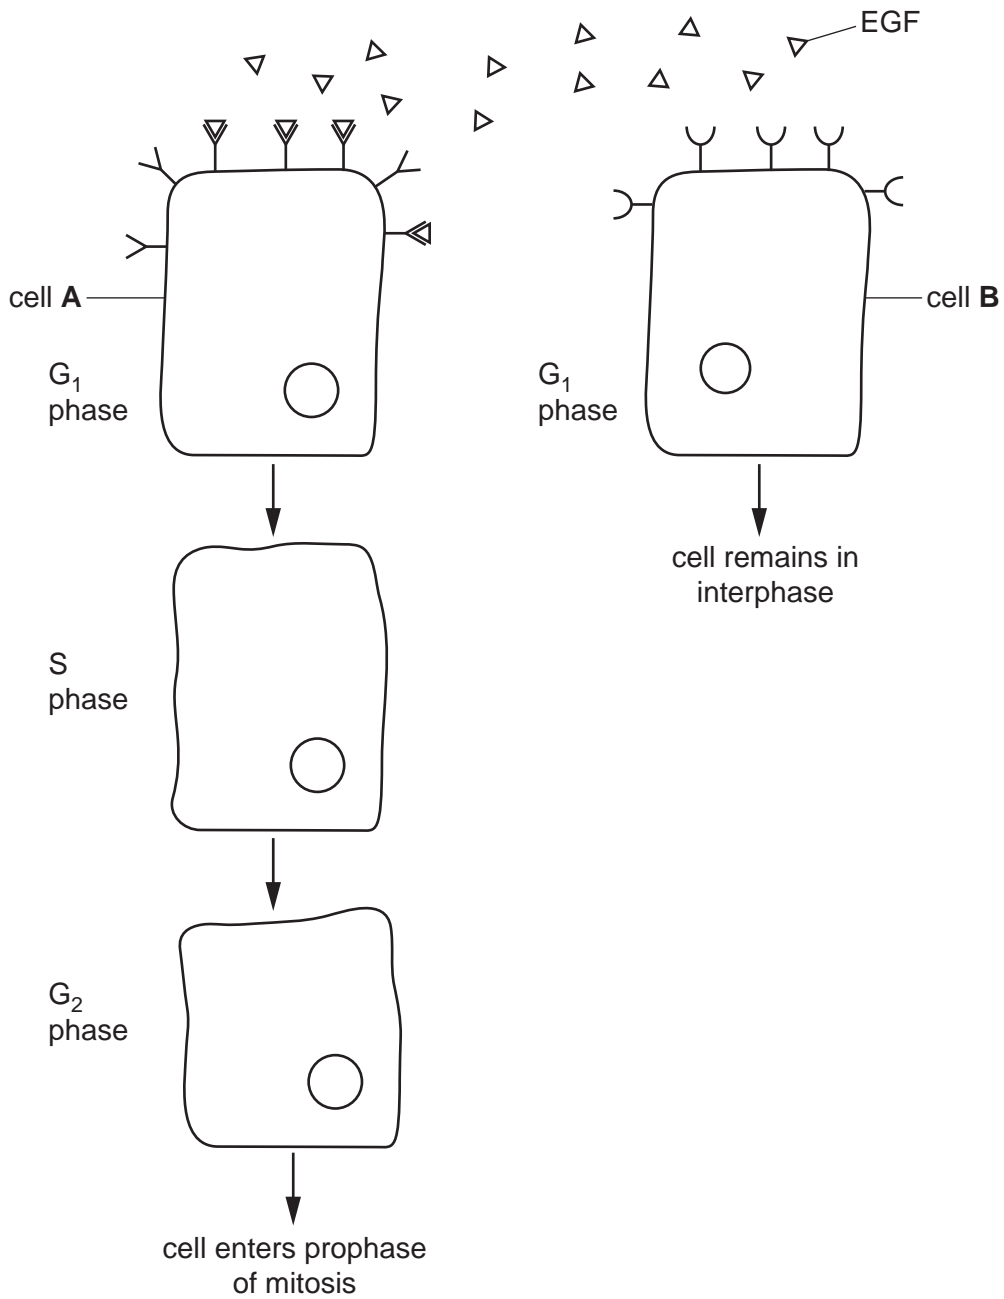 EGF
cell A
cell B
G1
phase
G1
phase
cell remains in
interphase
S
phase
G2
phase
cell enters prophase
of mitosis